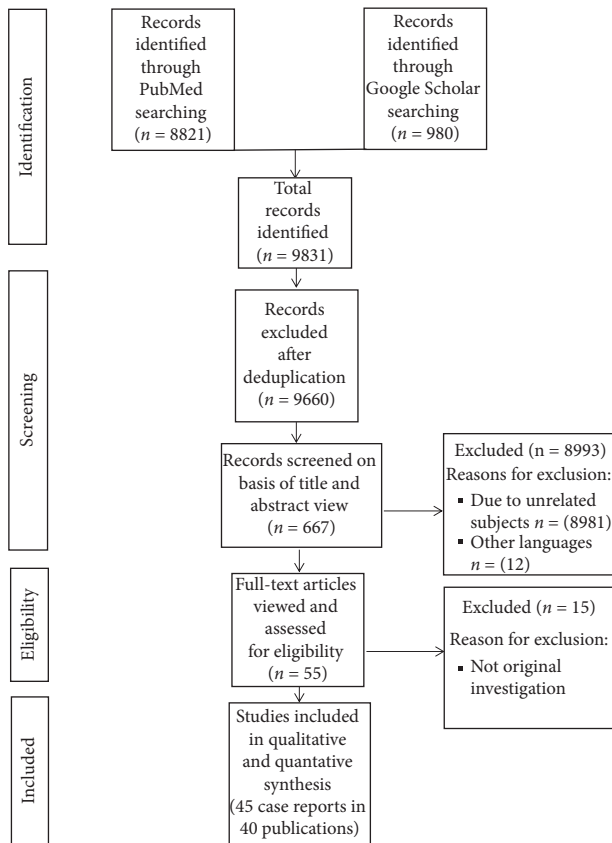 Identification
Records
identified
through
PubMed
searching
(n = 8821)
Records
identified
through
Google Scholar
searching
(n = 980)
Total
records
identified
(n = 9831)
Screening
Records
excluded
after
deduplication
(n = 9660)
Records screened on
basis of title and
abstract view
(n = 667)
Excluded (n = 8993)
Reasons for exclusion:
▪ Due to unrelated
subjects n = (8981)
▪ Other languages
n = (12)
Eligibility
Full-text articles
viewed and
assessed
for eligibility
(n = 55)
Excluded (n = 15)
Reason for exclusion:
▪ Not original
investigation
Included
Studies included
in qualitative
and quantative
synthesis
(45 case reports in
40 publications)